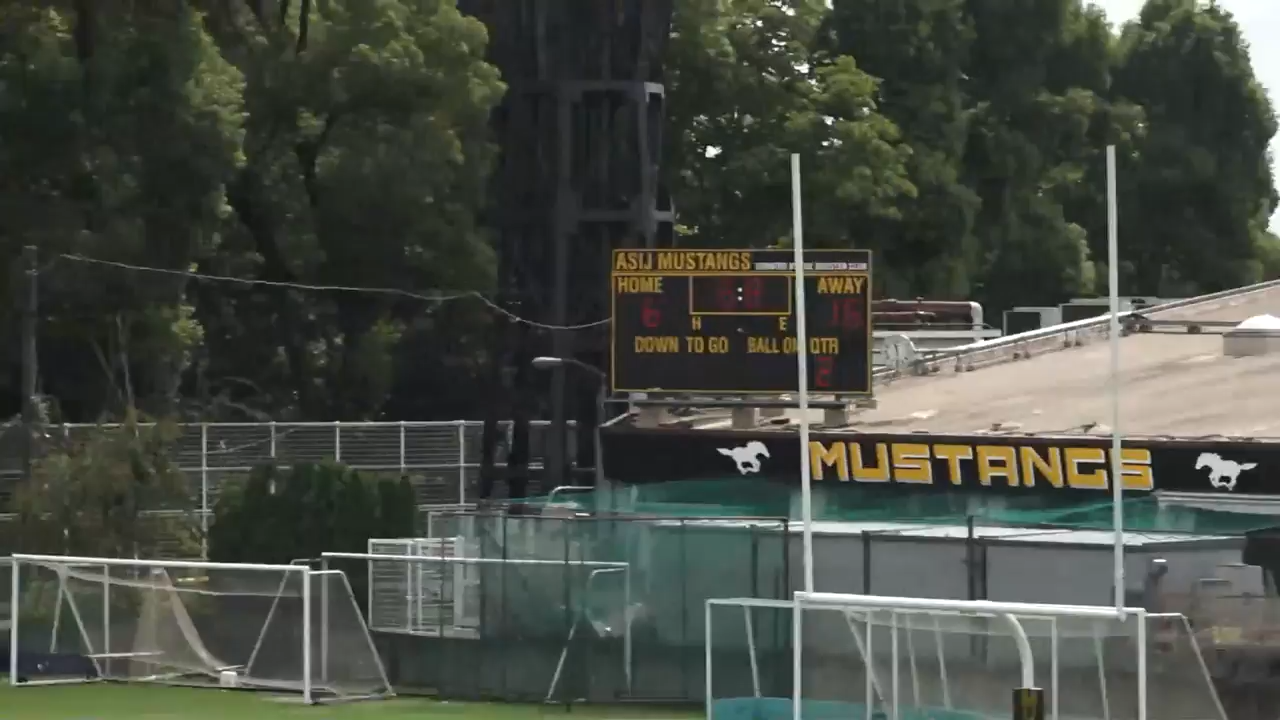 ASIJ MUSTANGS
HOME AWAY
6 : 16
H E
DOWN TO GO BALL ON QTR
2
MUSTANGS